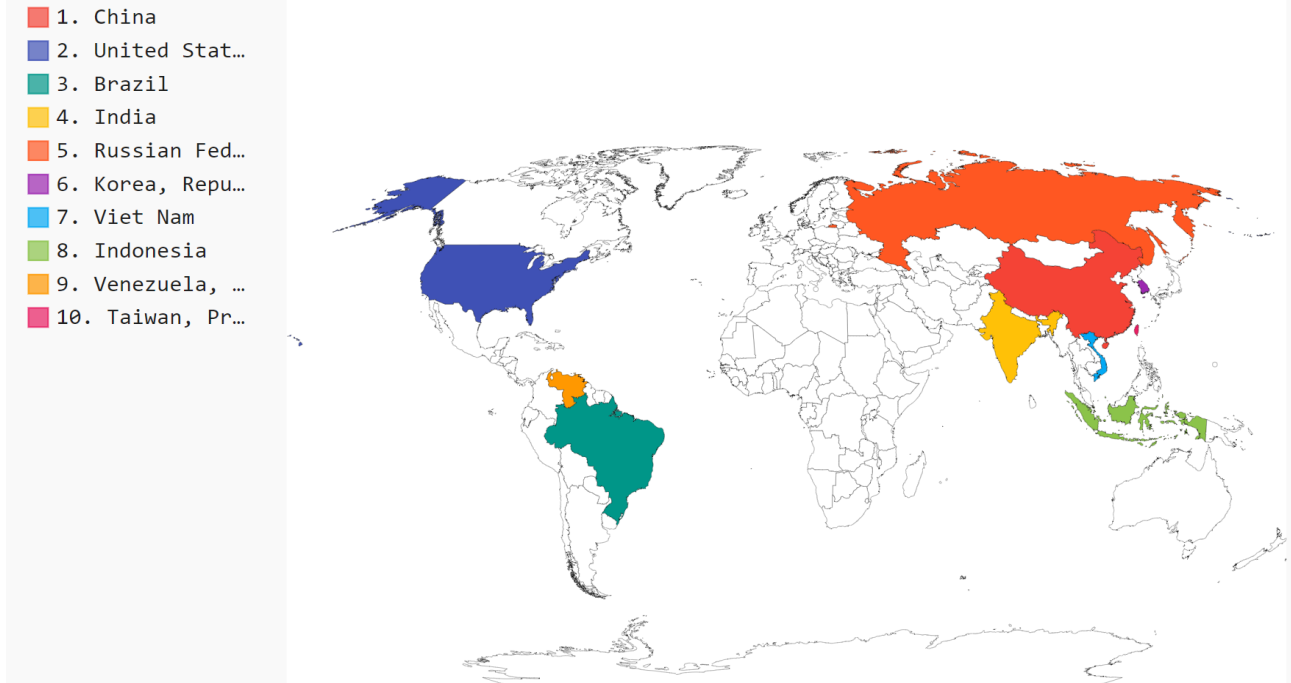 1. China
2. United Stat…
3. Brazil
4. India
5. Russian Fed…
6. Korea, Repu…
7. Viet Nam
8. Indonesia
9. Venezuela, …
10. Taiwan, Pr…